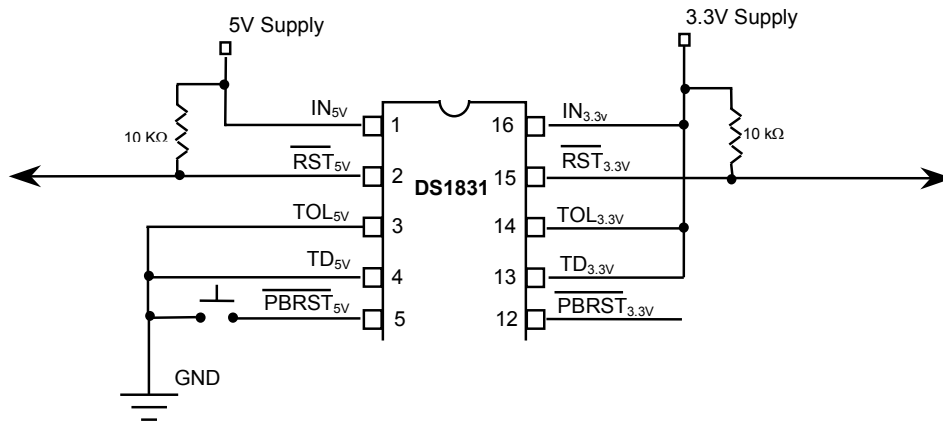 5V Supply
3.3V Supply
10 KΩ
IN5V
1
16
IN3.3v
10 kΩ
RST5V
2
DS1831
15
RST3.3V
TOL5V
3
14
TOL3.3V
TD5V
4
13
TD3.3V
PBRST5V
5
12
PBRST3.3V
GND